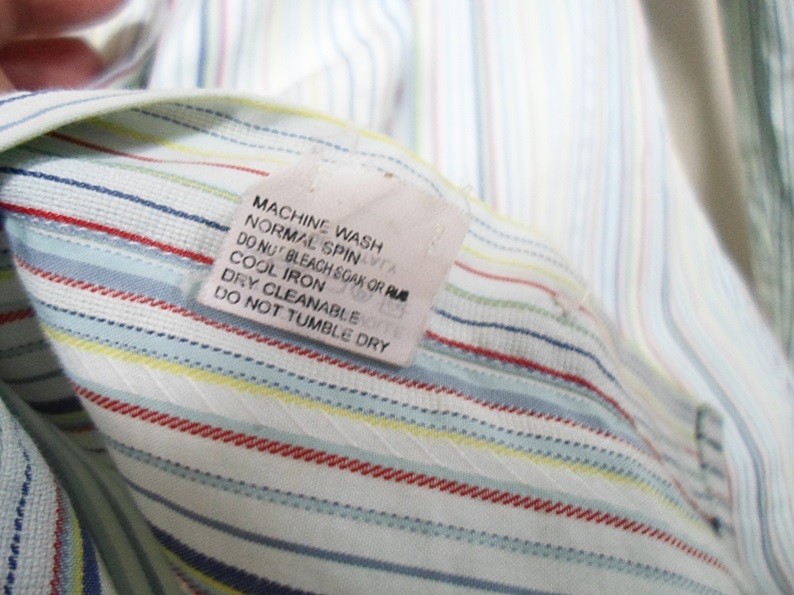 MACHINE WASH
NORMAL SPIN
DO NOT BLEACH SOAK OR RUB
COOL IRON
DRY CLEANABLE
DO NOT TUMBLE DRY